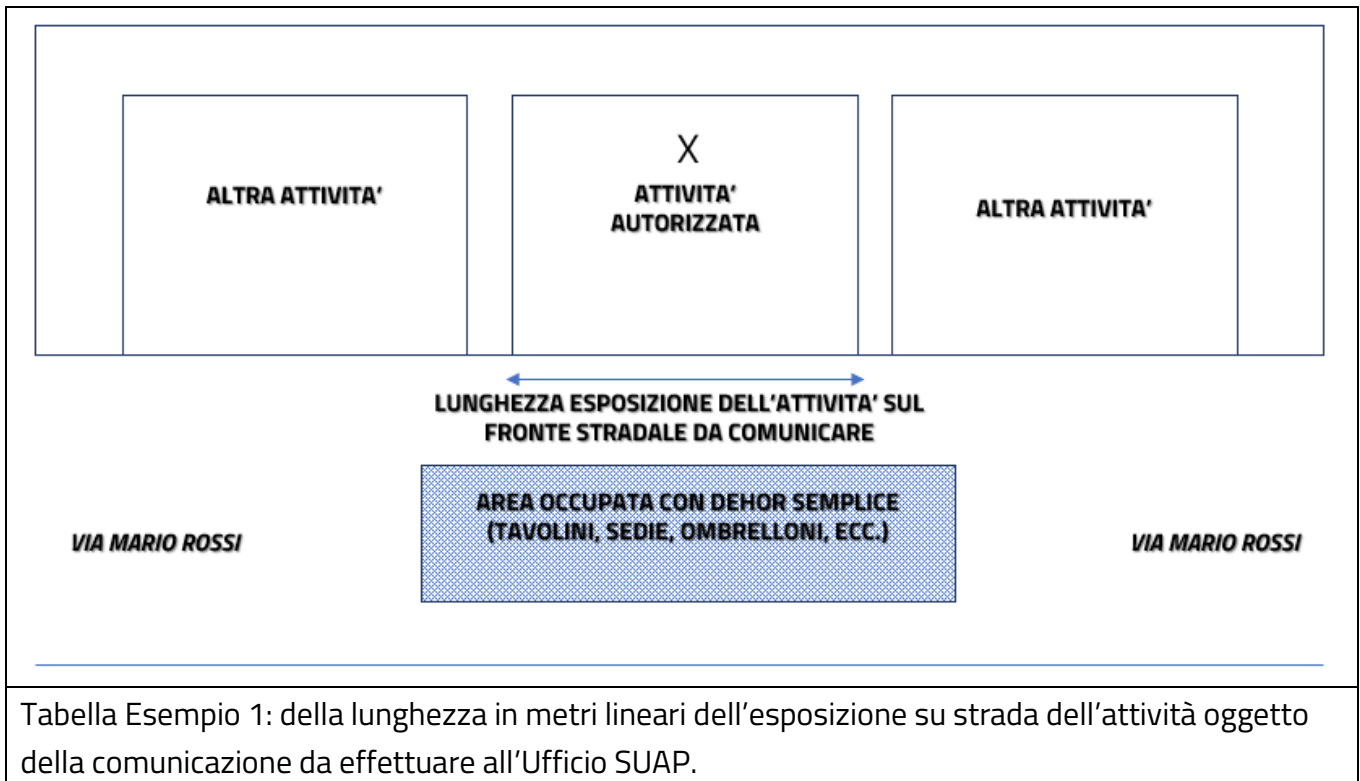 ALTRA ATTIVITA'
X
ATTIVITA'
AUTORIZZATA
ALTRA ATTIVITA'
LUNGHEZZA ESPOSIZIONE DELL'ATTIVITA' SUL
FRONTE STRADALE DA COMUNICARE
AREA OCCUPATA CON DEHOR SEMPLICE
(TAVOLINI, SEDIE, OMBRELLONI, ECC.)
VIA MARIO ROSSI
VIA MARIO ROSSI
Tabella Esempio 1: della lunghezza in metri lineari dell'esposizione su strada dell'attività oggetto
della comunicazione da effettuare all'Ufficio SUAP.